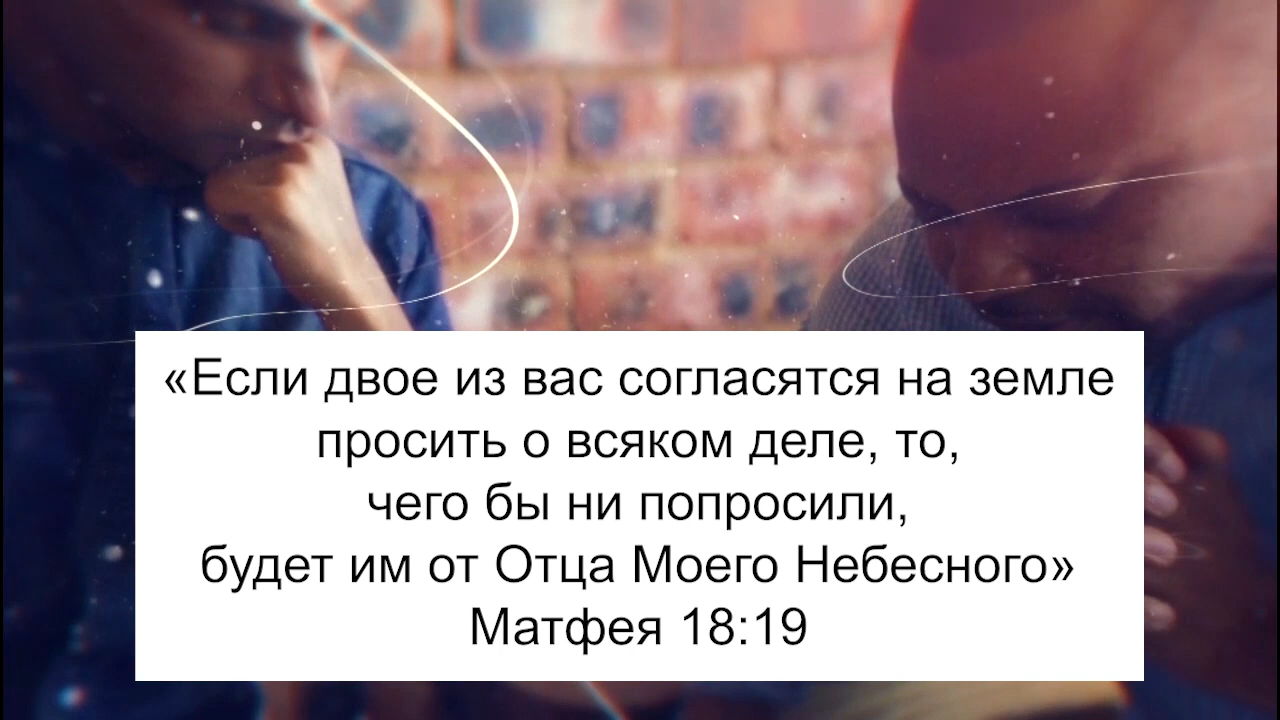 «Если двое из вас согласятся на земле
просить о всяком деле, то,
чего бы ни попросили,
будет им от Отца Моего Небесного»
Матфея 18:19